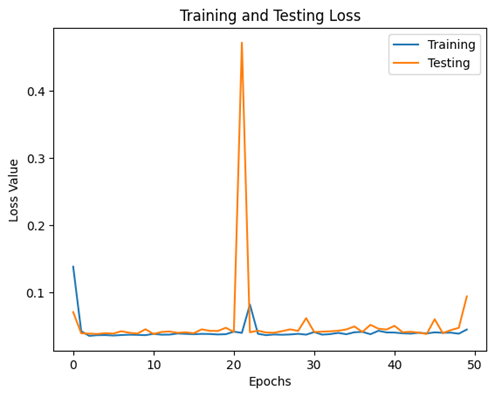 Training and Testing Loss
Training
Testing
Loss Value
0.4
0.3
0.2
0.1
0 10 20 30 40 50
Epochs